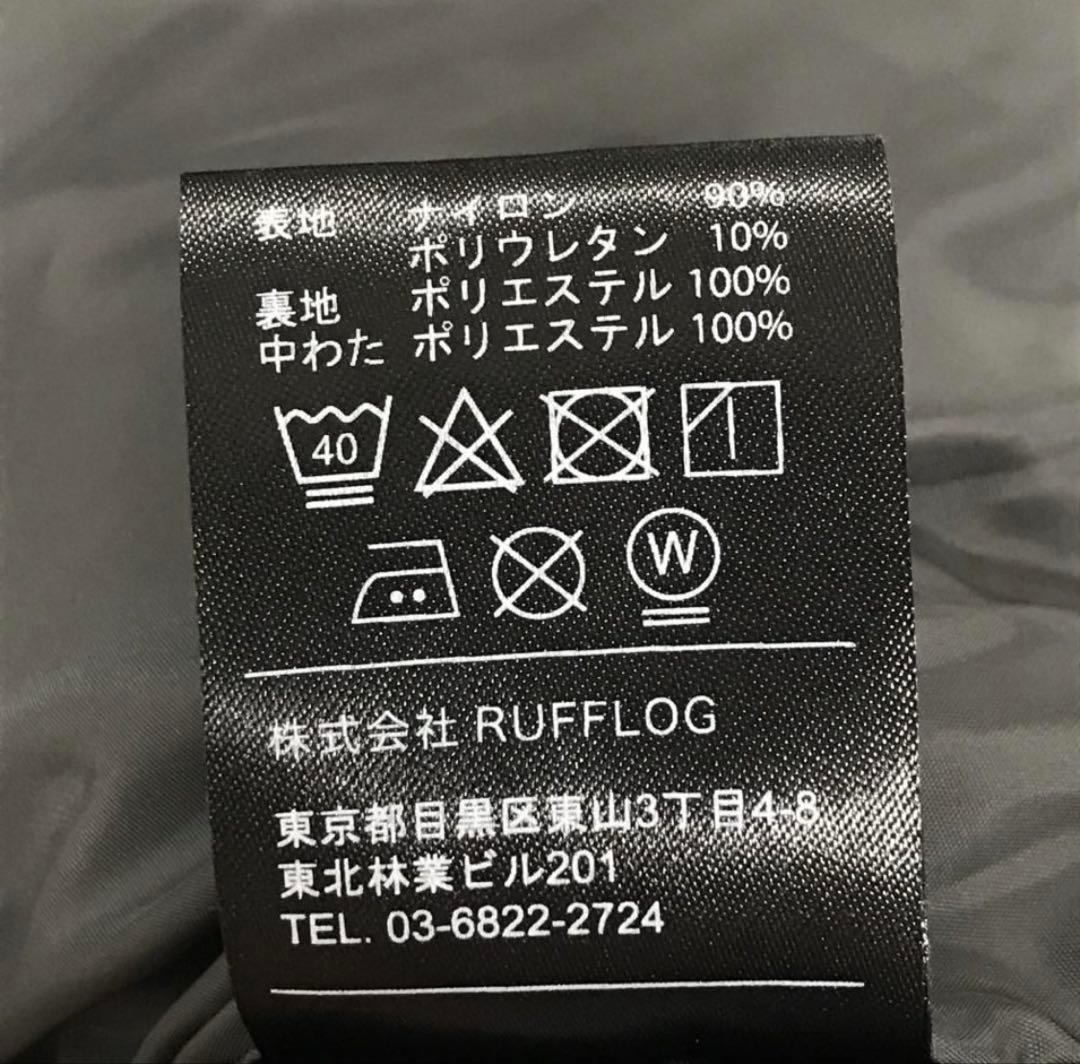 表地 ナイロン 90%
ポリウレタン 10%
裏地 ポリエステル 100%
中わた ポリエステル 100%
40
W
株式会社 RUFFLOG
東京都目黒区東山3丁目4-8
東北林業ビル201
TEL. 03-6822-2724